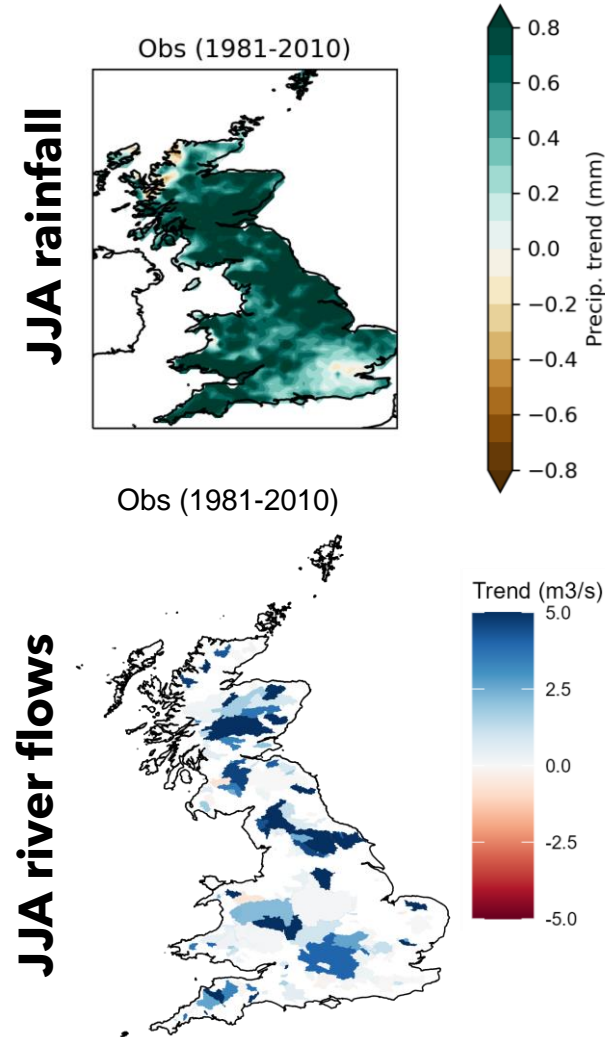 JJA rainfall
Obs (1981-2010)
0.8
0.6
0.4
0.2
0.0
−0.2
−0.4
−0.6
−0.8
Precip. trend (mm)
JJA river flows
Obs (1981-2010)
Trend (m3/s)
5.0
2.5
0.0
-2.5
-5.0